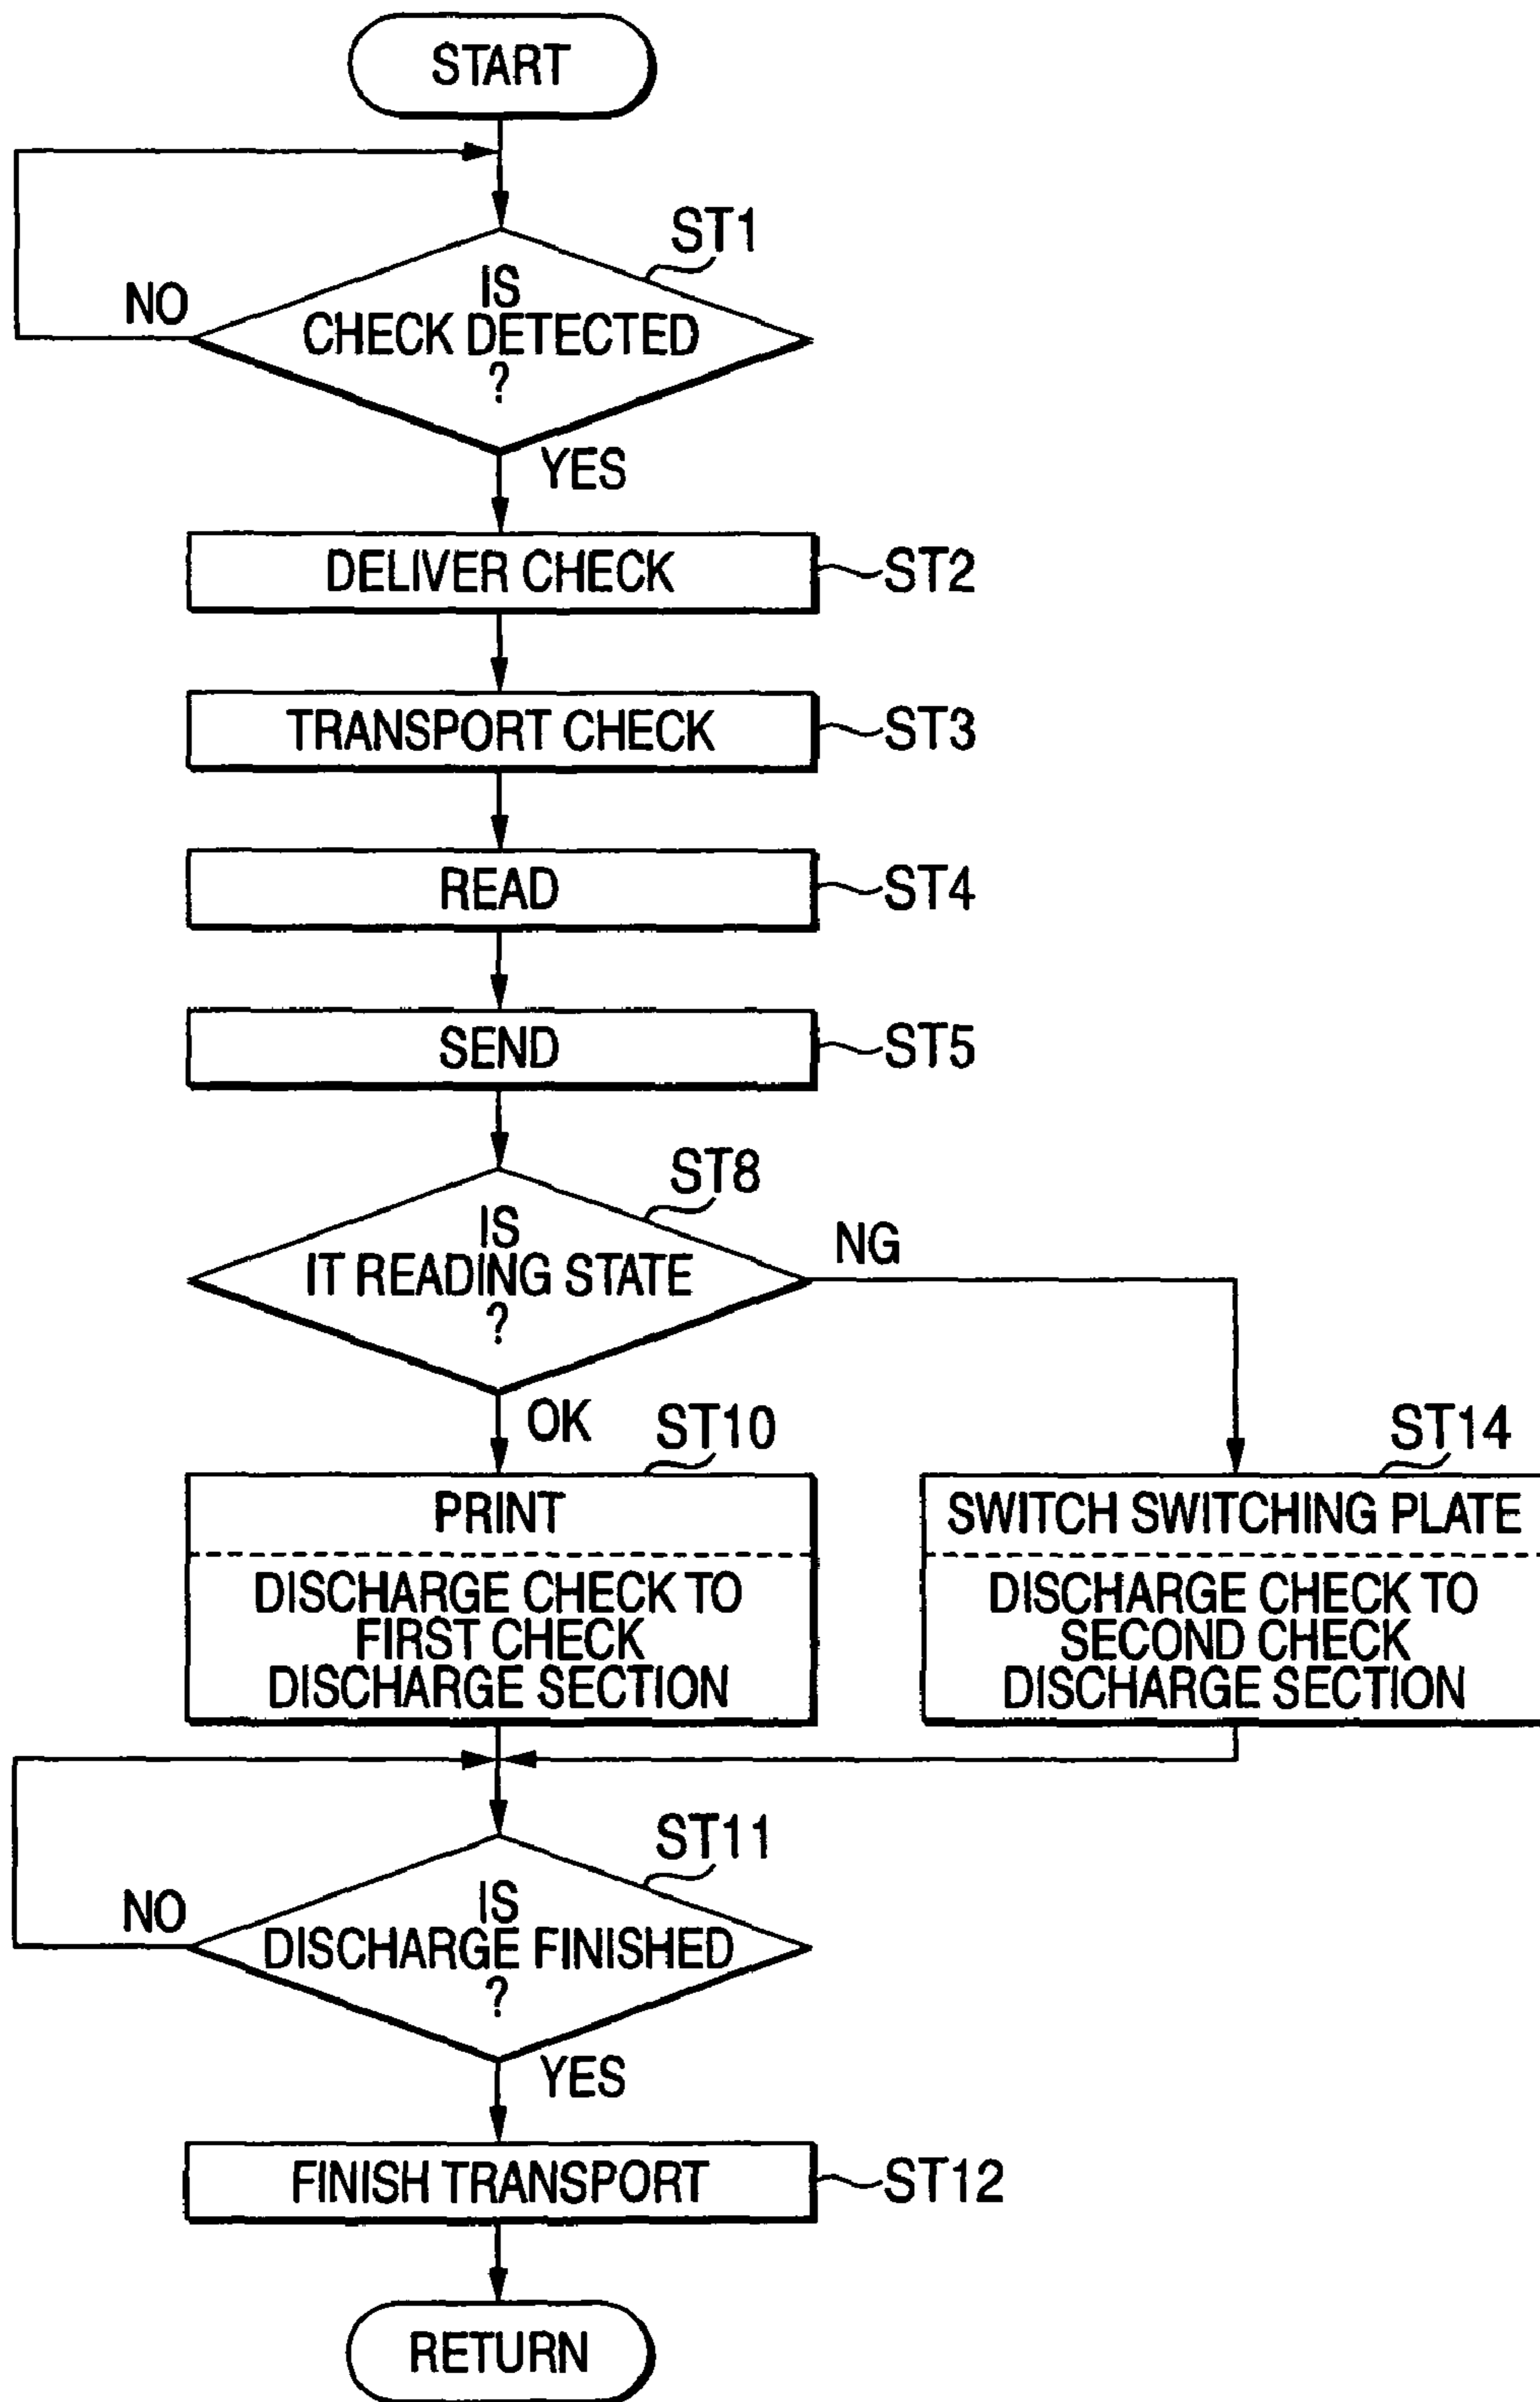 START
ST1
NO
IS
CHECK DETECTED
?
YES
DELIVER CHECK
ST2
TRANSPORT CHECK
ST3
READ
ST4
SEND
ST5
ST8
IS
IT READING STATE
?
NG
OK
ST10
PRINT
DISCHARGE CHECK TO
FIRST CHECK
DISCHARGE SECTION
ST14
SWITCH SWITCHING PLATE
DISCHARGE CHECK TO
SECOND CHECK
DISCHARGE SECTION
ST11
NO
IS
DISCHARGE FINISHED
?
YES
FINISH TRANSPORT
ST12
RETURN